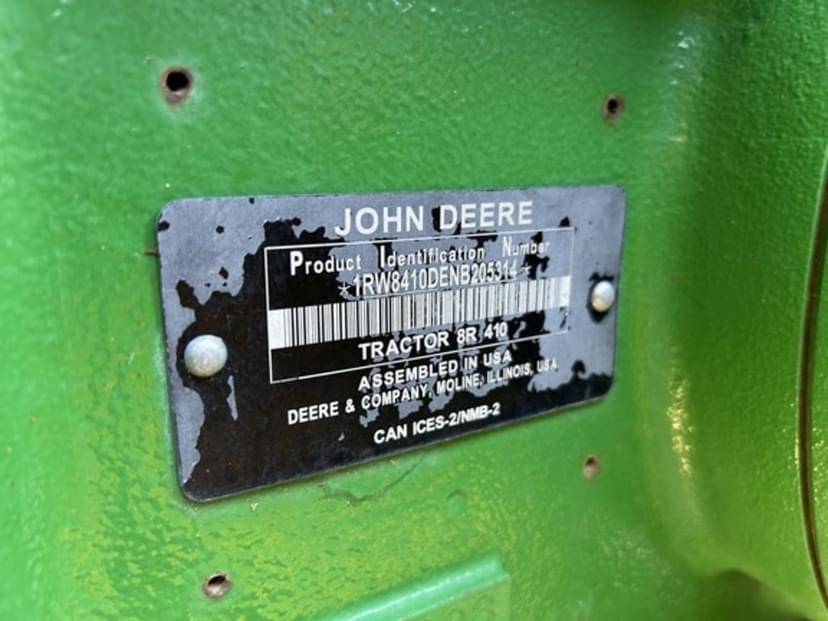 JOHN DEERE
Product Identification Number
*1RW8410DENB205314*
TRACTOR 8R 410
ASSEMBLED IN USA
DEERE & COMPANY, MOLINE, ILLINOIS, USA
CAN ICES-2/NMB-2